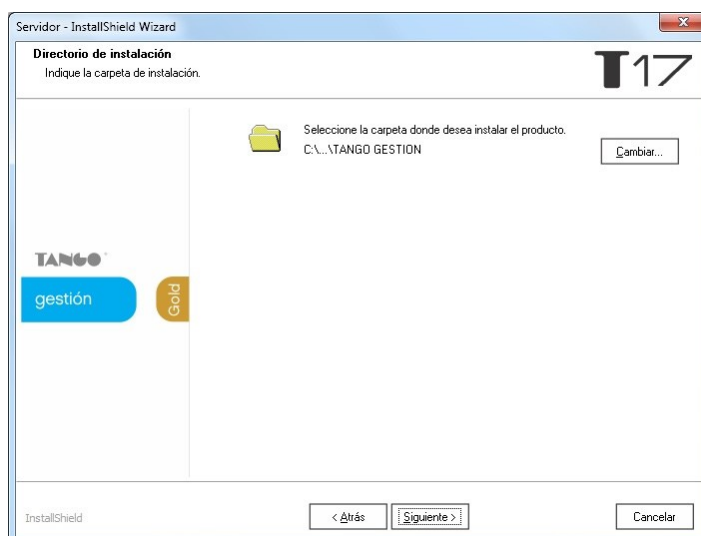 Servidor - InstallShield Wizard
Directorio de instalación
Indique la carpeta de instalación.
T17
Seleccione la carpeta donde desea instalar el producto.
C:\...\TANGO GESTION
Cambiar...
TANGO
gestión
Gold
InstallShield
< Atrás
Siguiente >
Cancelar